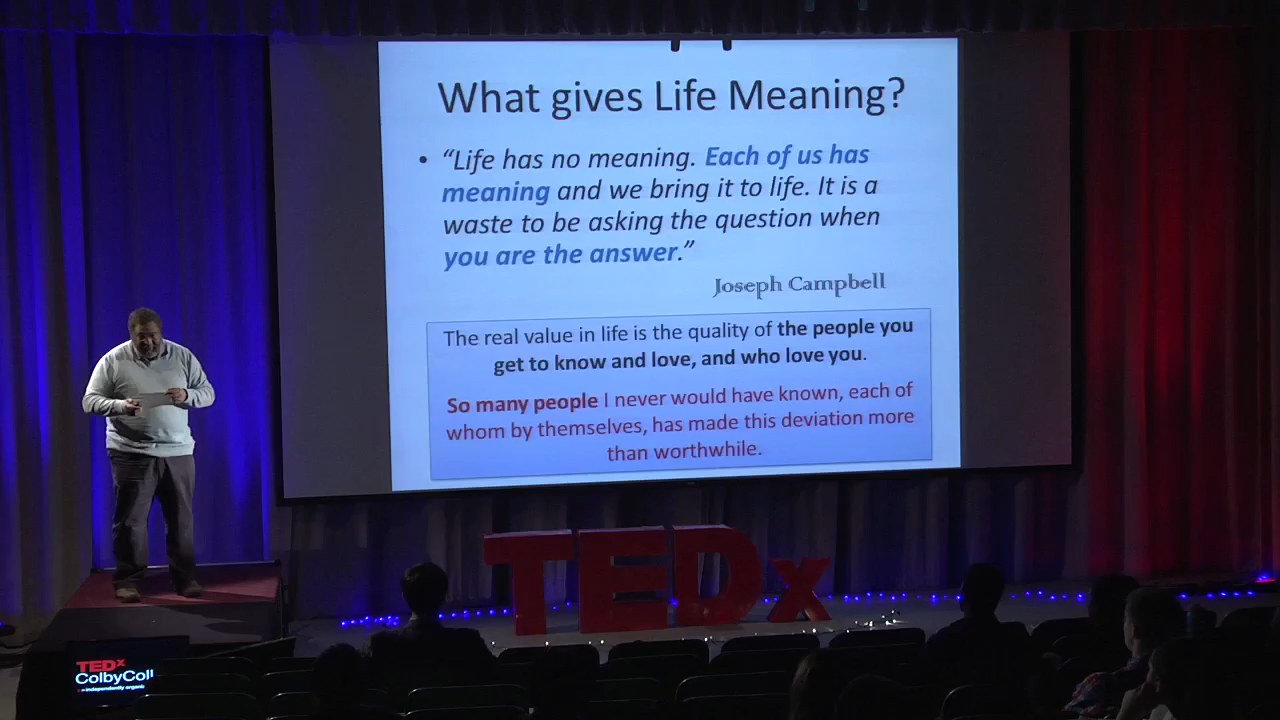 What gives Life Meaning?
• “Life has no meaning. Each of us has
meaning and we bring it to life. It is a
waste to be asking the question when
you are the answer.”
Joseph Campbell
The real value in life is the quality of the people you
get to know and love, and who love you.
So many people I never would have known, each of
whom by themselves, has made this deviation more
than worthwhile.
TEDx
TEDx
ColbyColl
independently organi